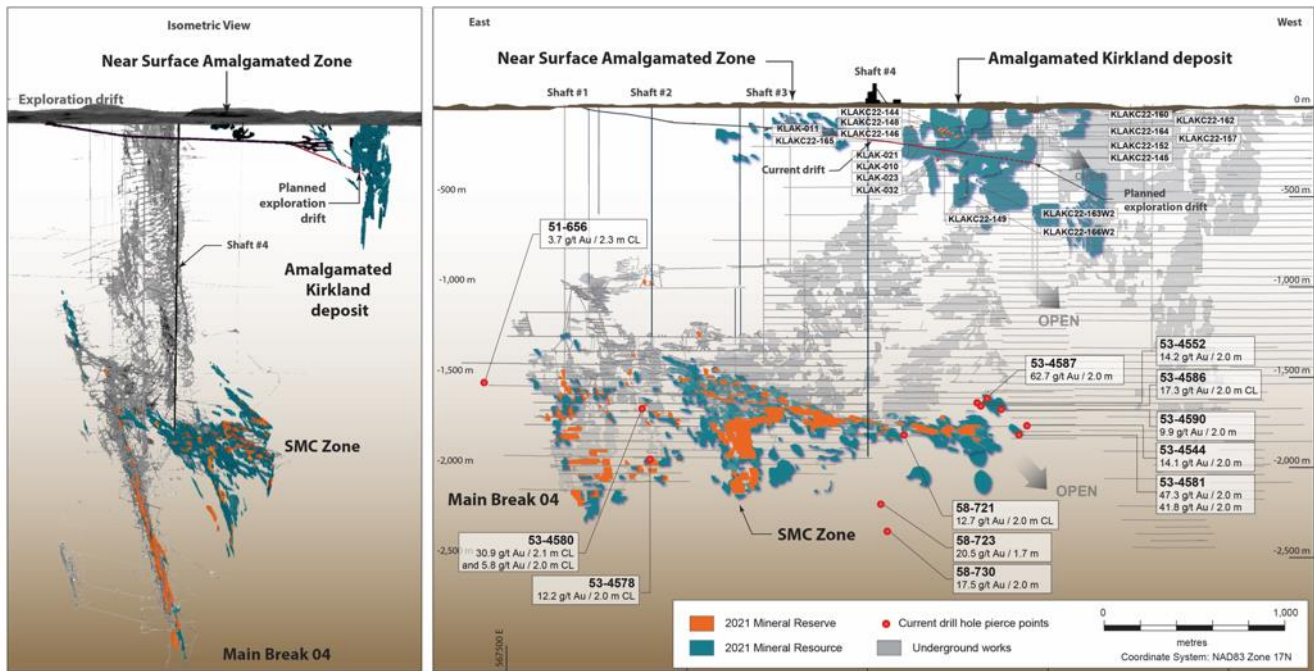 Isometric View
Near Surface Amalgamated Zone
Exploration drift
Planned
exploration
drift
Shaft #4
Amalgamated
Kirkland
deposit
SMC Zone
Main Break 04
East
West
Near Surface Amalgamated Zone
Shaft #4
Amalgamated Kirkland deposit
Shaft #1
Shaft #2
Shaft #3
0 m
KLAKC22-144
KLAKC22-148
KLAKC22-146
KLAK-011
KLAKC22-165
KLAKC22-160
KLAKC22-162
KLAKC22-164
KLAKC22-157
KLAKC22-152
KLAKC22-145
Current drift
KLAK-021
KLAK-010
KLAK-023
KLAK-032
Planned
exploration drift
-500 m
-500 m
KLAKC22-149
KLAKC22-163W2
KLAKC22-166W2
51-656
3.7 g/t Au / 2.3 m CL
-1,000 m
-1,000 m
OPEN
53-4552
14.2 g/t Au / 2.0 m
53-4587
62.7 g/t Au / 2.0 m
-1,500 m
-1,500 m
53-4586
17.3 g/t Au / 2.0 m CL
53-4590
9.9 g/t Au / 2.0 m
53-4544
14.1 g/t Au / 2.0 m
-2,000 m
-2,000 m
OPEN
53-4581
47.3 g/t Au / 2.0 m
41.8 g/t Au / 2.0 m
Main Break 04
SMC Zone
58-721
12.7 g/t Au / 2.0 m CL
58-723
20.5 g/t Au / 1.7 m
58-730
17.5 g/t Au / 2.0 m
53-4580
30.9 g/t Au / 2.1 m CL
and 5.8 g/t Au / 2.0 m CL
53-4578
12.2 g/t Au / 2.0 m CL
-2,500 m
-2,500 m
567500 E
2021 Mineral Reserve
2021 Mineral Resource
Current drill hole pierce points
Underground works
0
1,000
metres
Coordinate System: NAD83 Zone 17N